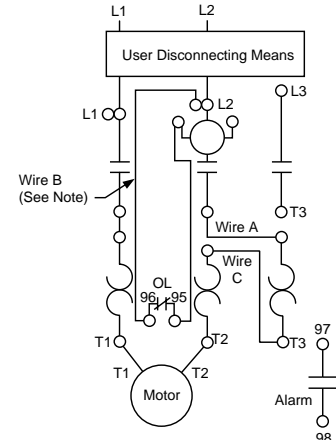 L1 L2
User Disconnecting Means
L3
L1 L2
Wire B
(See Note)
T3
Wire A
Wire
C
OL
96 95
T1 T2 T3
97
T1 T2
Motor
Alarm
98